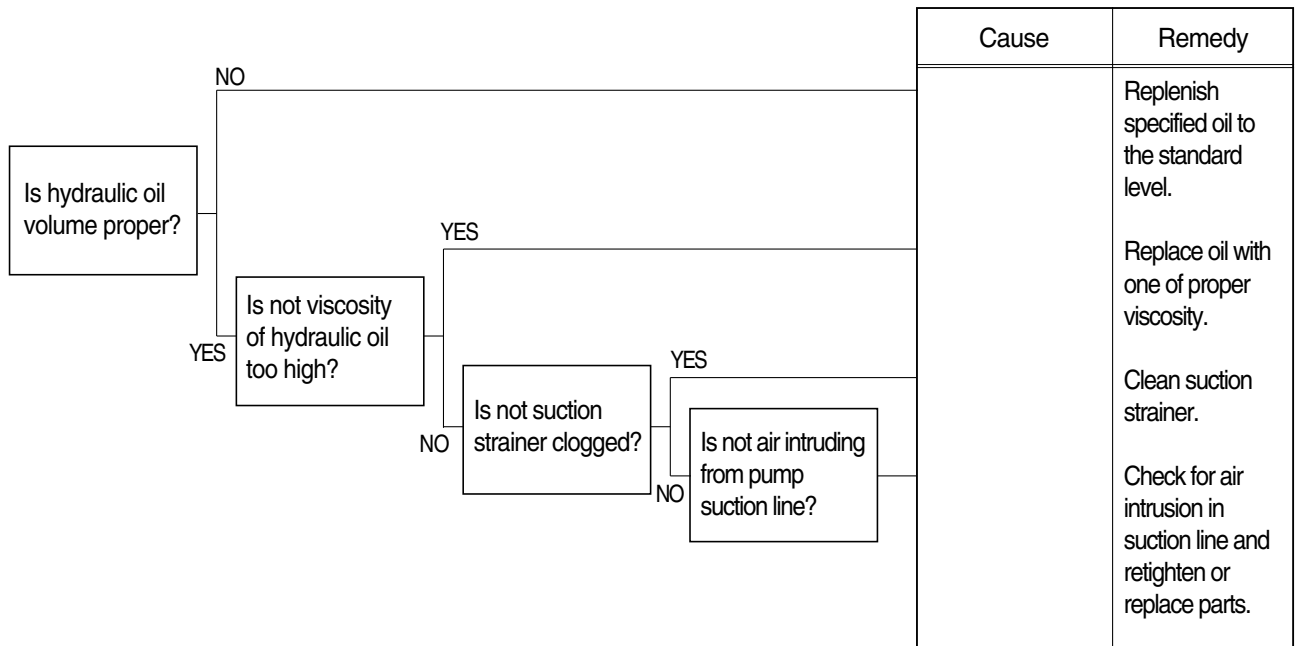 Cause
Remedy
NO
Replenish
specified oil to
the standard
level.
Is hydraulic oil
volume proper?
YES
YES
Replace oil with
one of proper
viscosity.
Is not viscosity
of hydraulic oil
too high?
NO
YES
Clean suction
strainer.
Is not suction
strainer clogged?
NO
Is not air intruding
from pump
suction line?
Check for air
intrusion in
suction line and
retighten or
replace parts.